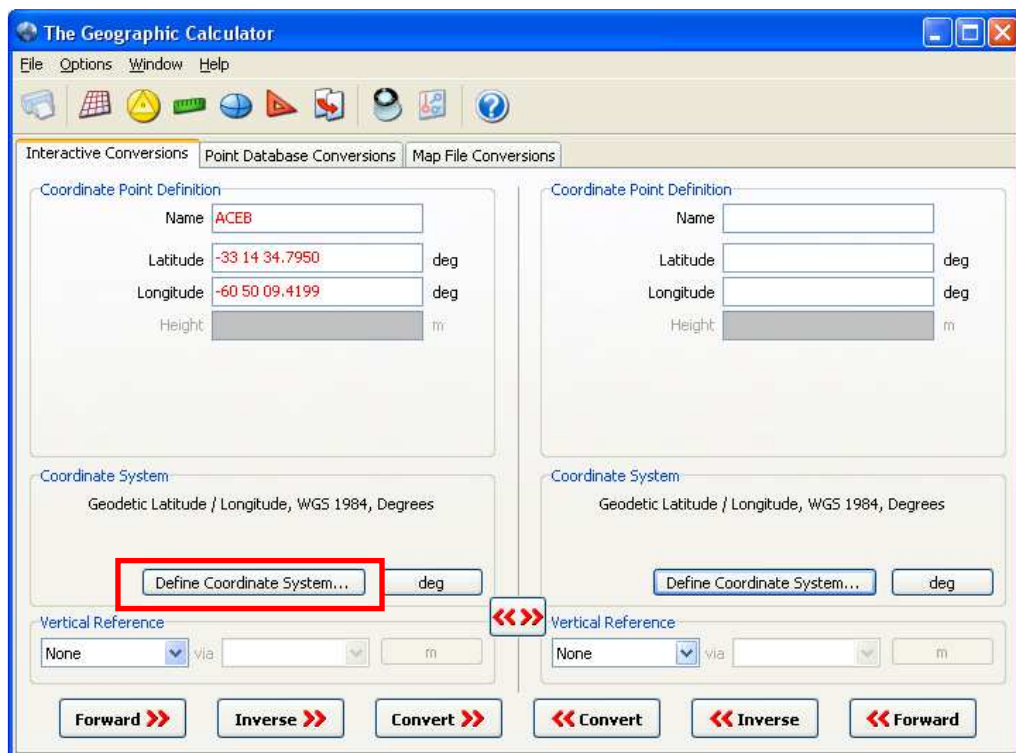 The Geographic Calculator
File Options Window Help
Interactive Conversions Point Database Conversions Map File Conversions
Coordinate Point Definition
Name ACEB
Latitude -33 14 34.7950 deg
Longitude -60 50 09.4199 deg
Height m
Coordinate System
Geodetic Latitude / Longitude, WGS 1984, Degrees
Define Coordinate System... deg
Vertical Reference
None via m
Forward >> Inverse >> Convert >>
<< >>
Coordinate Point Definition
Name
Latitude deg
Longitude deg
Height m
Coordinate System
Geodetic Latitude / Longitude, WGS 1984, Degrees
Define Coordinate System... deg
Vertical Reference
None via m
<< Convert << Inverse << Forward